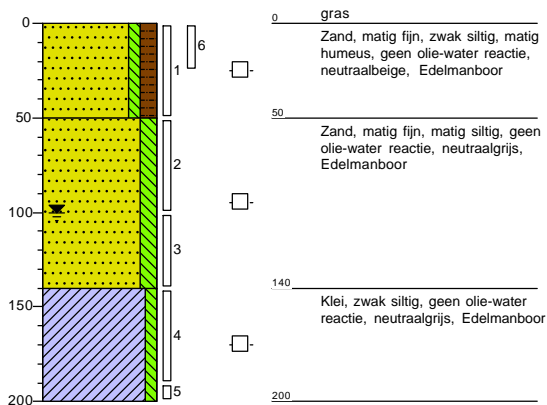 0
50
100
150
200
1
2
3
4
5
6
0
gras
Zand, matig fijn, zwak siltig, matig
humeus, geen olie-water reactie,
neutraalbeige, Edelmanboor
50
Zand, matig fijn, matig siltig, geen
olie-water reactie, neutraalgrijs,
Edelmanboor
140
Klei, zwak siltig, geen olie-water
reactie, neutraalgrijs, Edelmanboor
200